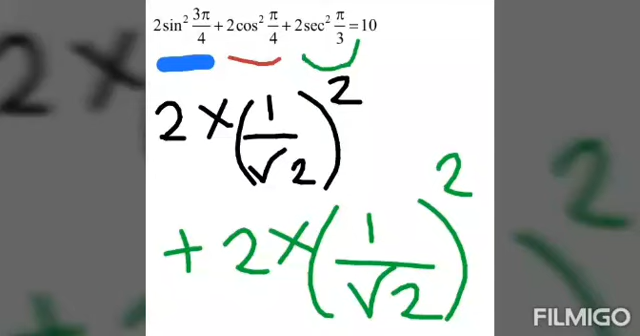 2sin² 3π/4 + 2cos² π/4 + 2sec² π/3 = 10
2 × (1/√2)²
+ 2 × (1/√2)²
FILMIGO